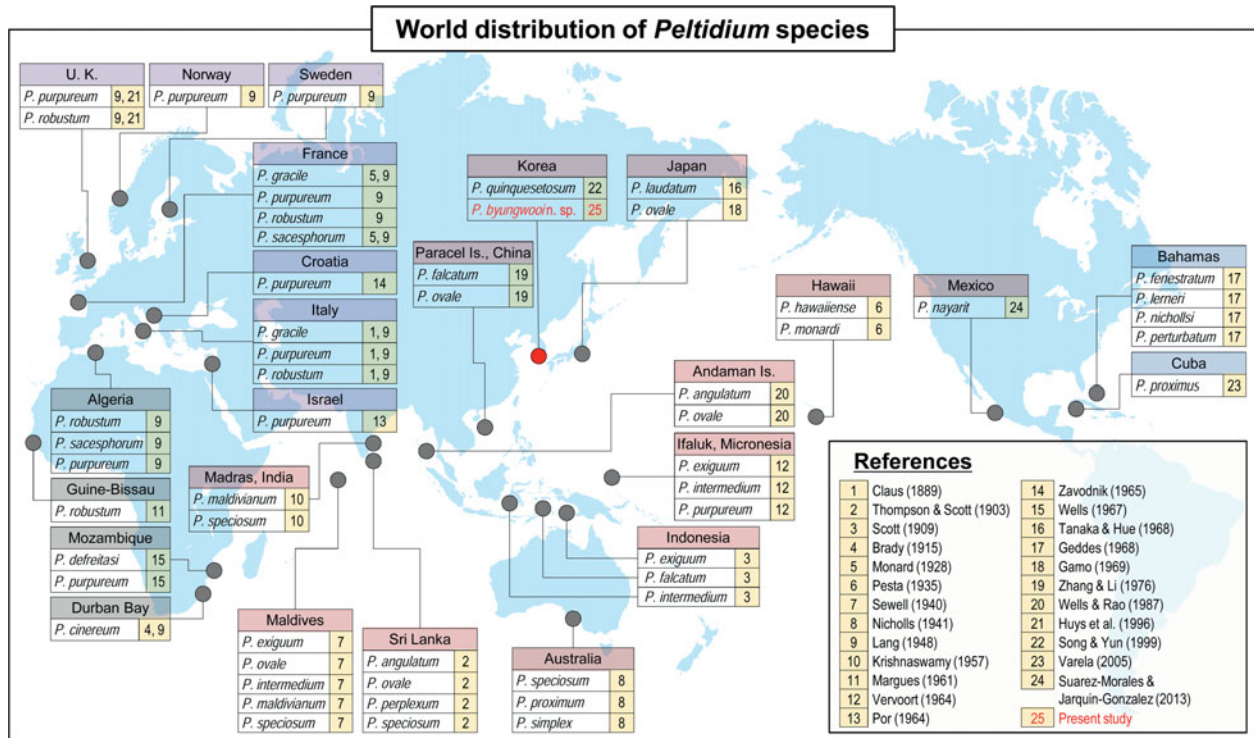 World distribution of Peltidium species
U. K.
P. purpureum 9, 21
P. robustum 9, 21
Norway
P. purpureum 9
Sweden
P. purpureum 9
France
P. gracile 5, 9
P. purpureum 9
P. robustum 9
P. sacesphorum 5, 9
Croatia
P. purpureum 14
Italy
P. gracile 1, 9
P. purpureum 1, 9
P. robustum 1, 9
Israel
P. purpureum 13
Korea
P. quinquesetosum 22
P. byungwooi n. sp. 25
Japan
P. laudatum 16
P. ovale 18
Paracel Is., China
P. falcatum 19
P. ovale 19
Hawaii
P. hawaiiense 6
P. monardi 6
Mexico
P. nayarit 24
Bahamas
P. fenestratum 17
P. lerneri 17
P. nichollsi 17
P. perturbatum 17
Cuba
P. proximus 23
Algeria
P. robustum 9
P. sacesphorum 9
P. purpureum 9
Guine-Bissau
P. robustum 11
Mozambique
P. defreitasi 15
P. purpureum 15
Durban Bay
P. cinereum 4, 9
Madras, India
P. maldivianum 10
P. speciosum 10
Maldives
P. exiguum 7
P. ovale 7
P. intermedium 7
P. maldivianum 7
P. speciosum 7
Sri Lanka
P. angulatum 2
P. ovale 2
P. perplexum 2
P. speciosum 2
Andaman Is.
P. angulatum 20
P. ovale 20
Ifaluk, Micronesia
P. exiguum 12
P. intermedium 12
P. purpureum 12
Indonesia
P. exiguum 3
P. falcatum 3
P. intermedium 3
Australia
P. speciosum 8
P. proximum 8
P. simplex 8
References
1 Claus (1889)
2 Thompson & Scott (1903)
3 Scott (1909)
4 Brady (1915)
5 Monard (1928)
6 Pesta (1935)
7 Sewell (1940)
8 Nicholls (1941)
9 Lang (1948)
10 Krishnaswamy (1957)
11 Margues (1961)
12 Vervoort (1964)
13 Por (1964)
14 Zavodnik (1965)
15 Wells (1967)
16 Tanaka & Hue (1968)
17 Geddes (1968)
18 Gamo (1969)
19 Zhang & Li (1976)
20 Wells & Rao (1987)
21 Huys et al. (1996)
22 Song & Yun (1999)
23 Varela (2005)
24 Suarez-Morales &
Jarquin-Gonzalez (2013)
25 Present study